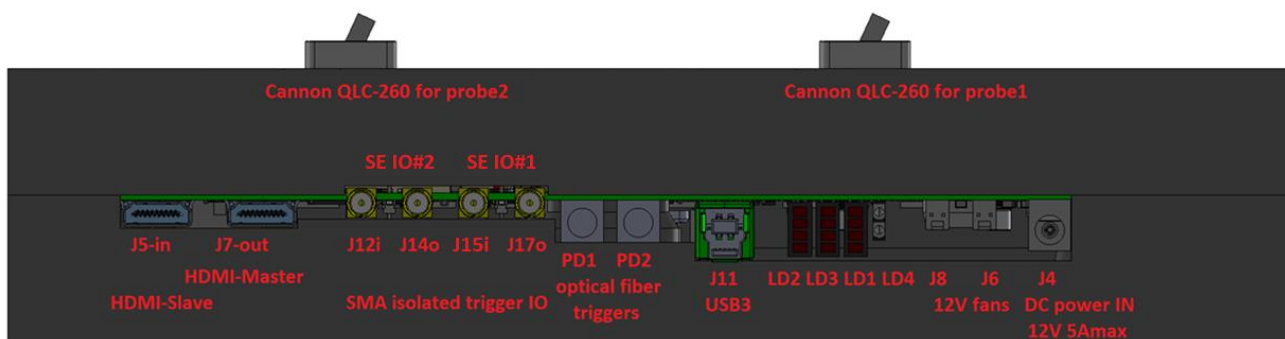 Cannon QLC-260 for probe2
Cannon QLC-260 for probe1
SE IO#2
SE IO#1
J5-in
J7-out
J12i
J14o
J15i
J17o
HDMI-Master
HDMI-Slave
SMA isolated trigger IO
PD1
PD2
optical fiber
triggers
J11
USB3
LD2
LD3
LD1
LD4
J8
J6
12V fans
J4
DC power IN
12V 5Amax